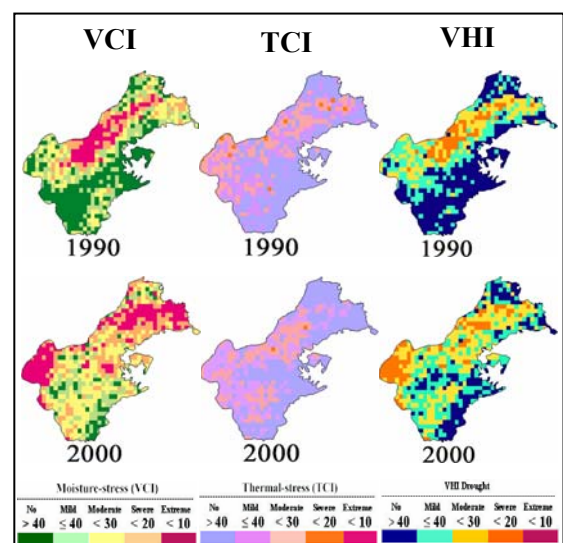 VCI TCI VHI
1990 1990 1990
2000 2000 2000
Moisture-stress (VCI) Thermal-stress (TCI) VHI Drought
No Mild Moderate Severe Extreme No Mild Moderate Severe Extreme No Mild Moderate Severe Extreme
> 40 ≤ 40 < 30 < 20 < 10 > 40 ≤ 40 < 30 < 20 < 10 > 40 ≤ 40 < 30 < 20 < 10